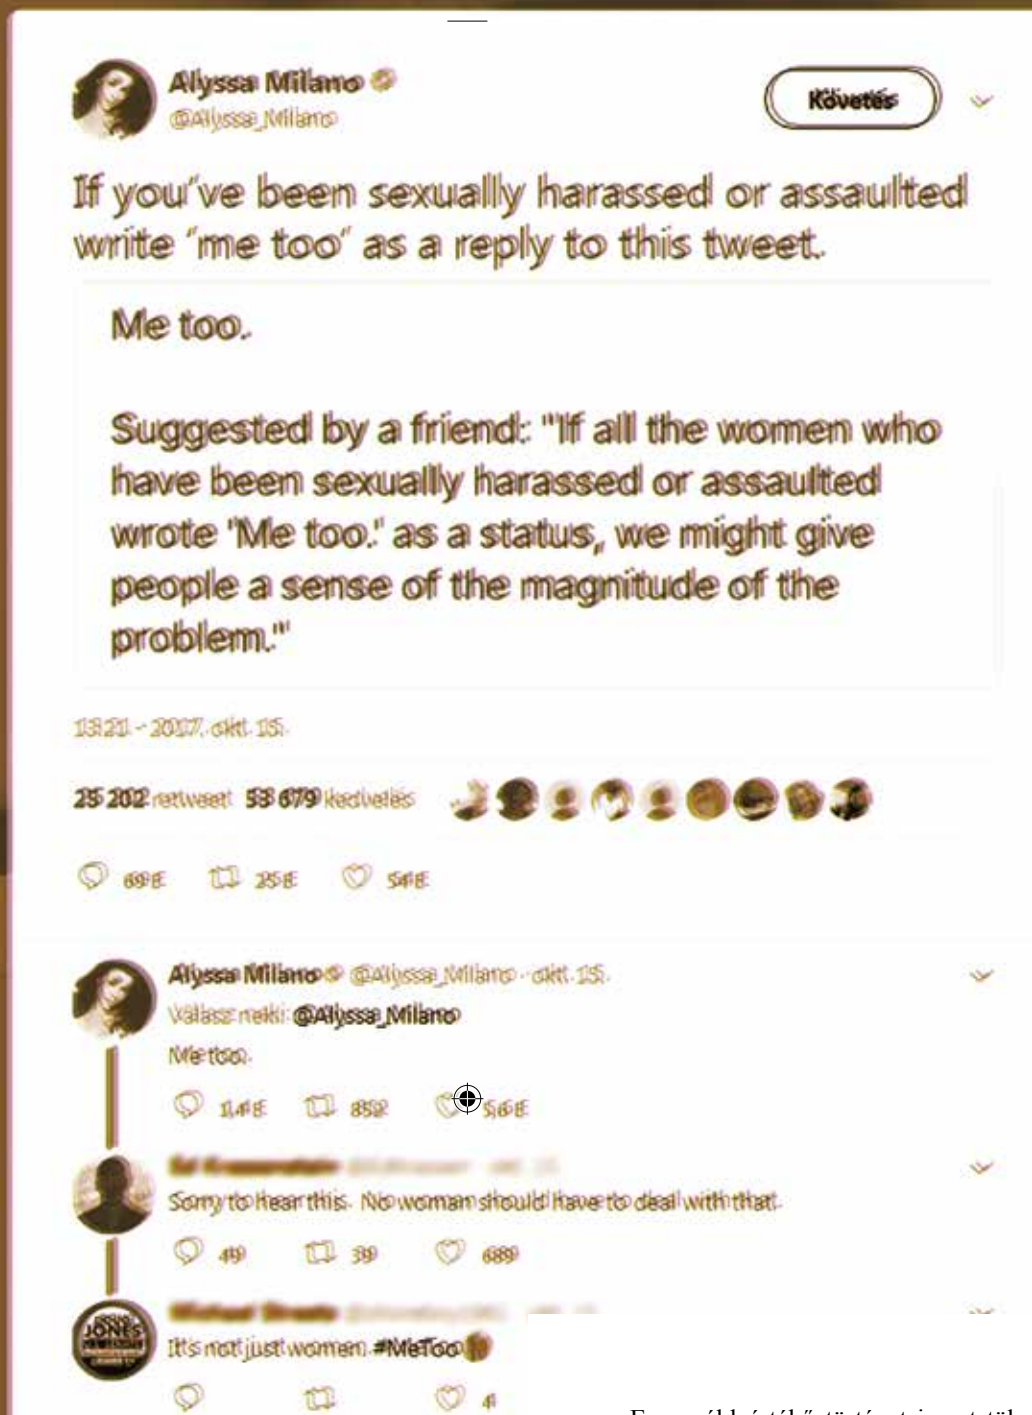 Alyssa Milano
@Alyssa_Milano
Követés
If you've been sexually harassed or assaulted
write 'me too' as a reply to this tweet.
Me too.
Suggested by a friend: "If all the women who
have been sexually harassed or assaulted
wrote 'Me too.' as a status, we might give
people a sense of the magnitude of the
problem."
13:21 - 2017. okt. 15.
25 202 retweet 53 679 kedvelés
69 E 25 E 54 E
Alyssa Milano @Alyssa_Milano · okt. 15.
Válasz neki: @Alyssa_Milano
Me too.
1,4 E 852 5,6 E
Sorry to hear this. No woman should have to deal with that.
49 39 689
JONES
It's not just women. #MeToo
4